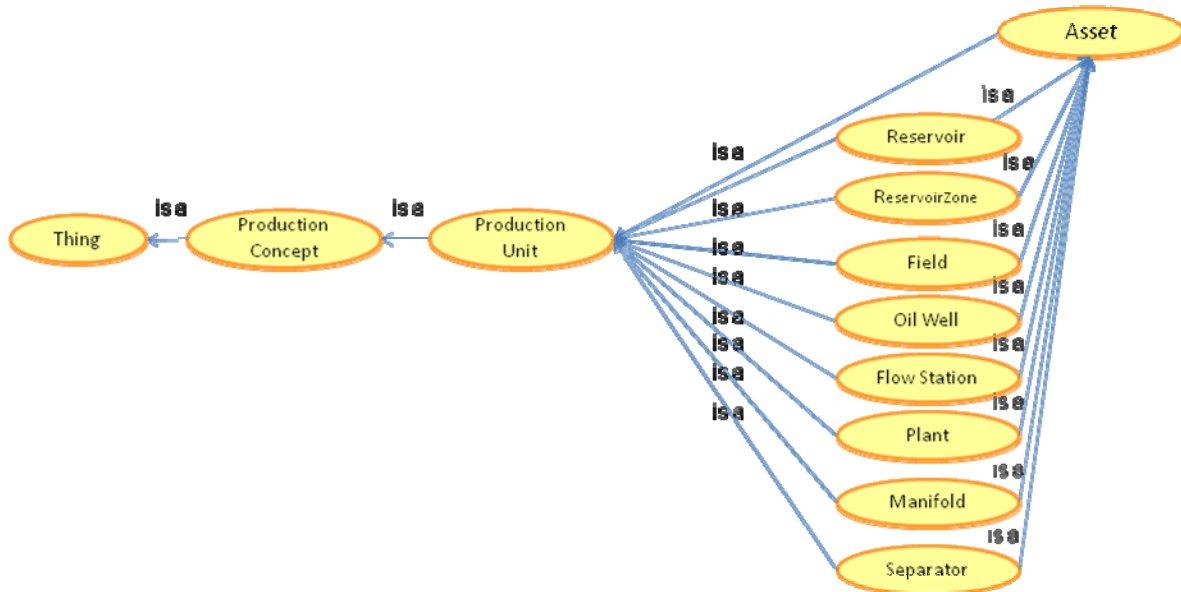 Asset
isa
Reservoir
isa
isa
ReservoirZone
isa
isa
isa
Thing
Production
Concept
Production
Unit
isa
isa
Field
isa
isa
Oil Well
isa
isa
Flow Station
isa
isa
isa
Plant
isa
isa
Manifold
isa
Separator